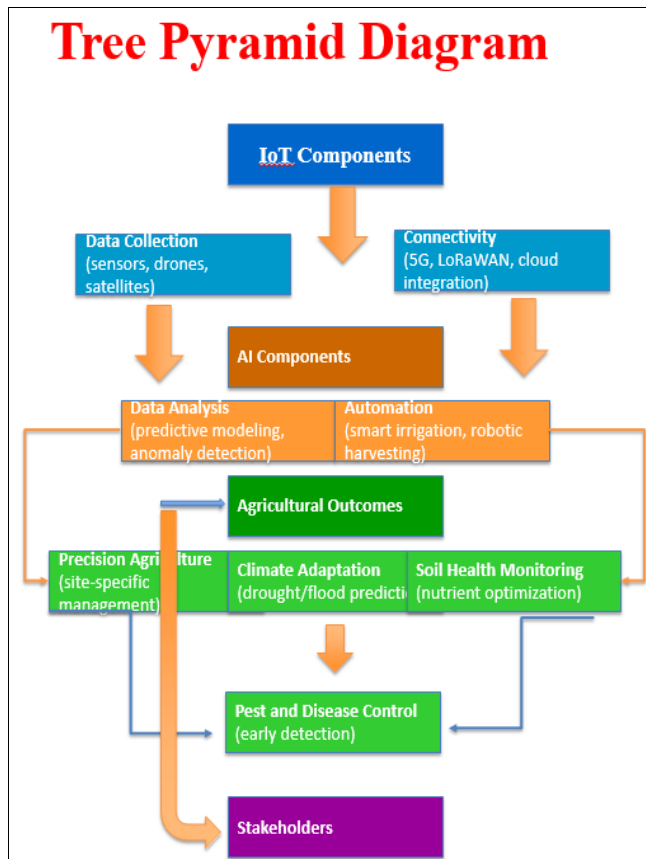 Tree Pyramid Diagram
IoT Components
Data Collection
(sensors, drones,
satellites)
Connectivity
(5G, LoRaWAN, cloud
integration)
AI Components
Data Analysis
(predictive modeling,
anomaly detection)
Automation
(smart irrigation, robotic
harvesting)
Agricultural Outcomes
Precision Agriculture
(site-specific
management)
Climate Adaptation
(drought/flood predicti
Soil Health Monitoring
(nutrient optimization)
Pest and Disease Control
(early detection)
Stakeholders